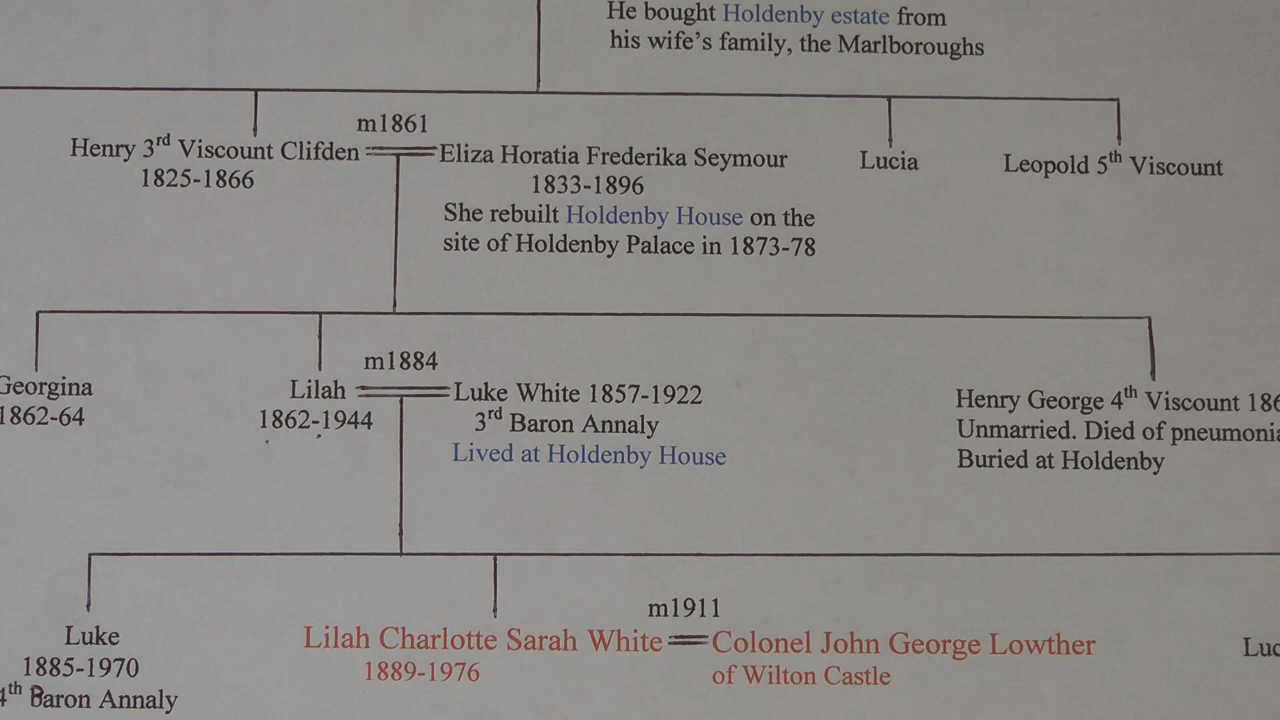 He bought Holdenby estate from
his wife's family, the Marlboroughs
m1861
Henry 3rd Viscount Clifden
Eliza Horatia Frederika Seymour
Lucia
Leopold 5th Viscount
1825-1866
1833-1896
She rebuilt Holdenby House on the
site of Holdenby Palace in 1873-78
m1884
Georgina
Lilah
Luke White 1857-1922
Henry George 4th Viscount 186
1862-64
1862-1944
3rd Baron Annaly
Unmarried. Died of pneumonia
Lived at Holdenby House
Buried at Holdenby
m1911
Luke
Lilah Charlotte Sarah White
Colonel John George Lowther
Luc
1885-1970
1889-1976
of Wilton Castle
4th Baron Annaly